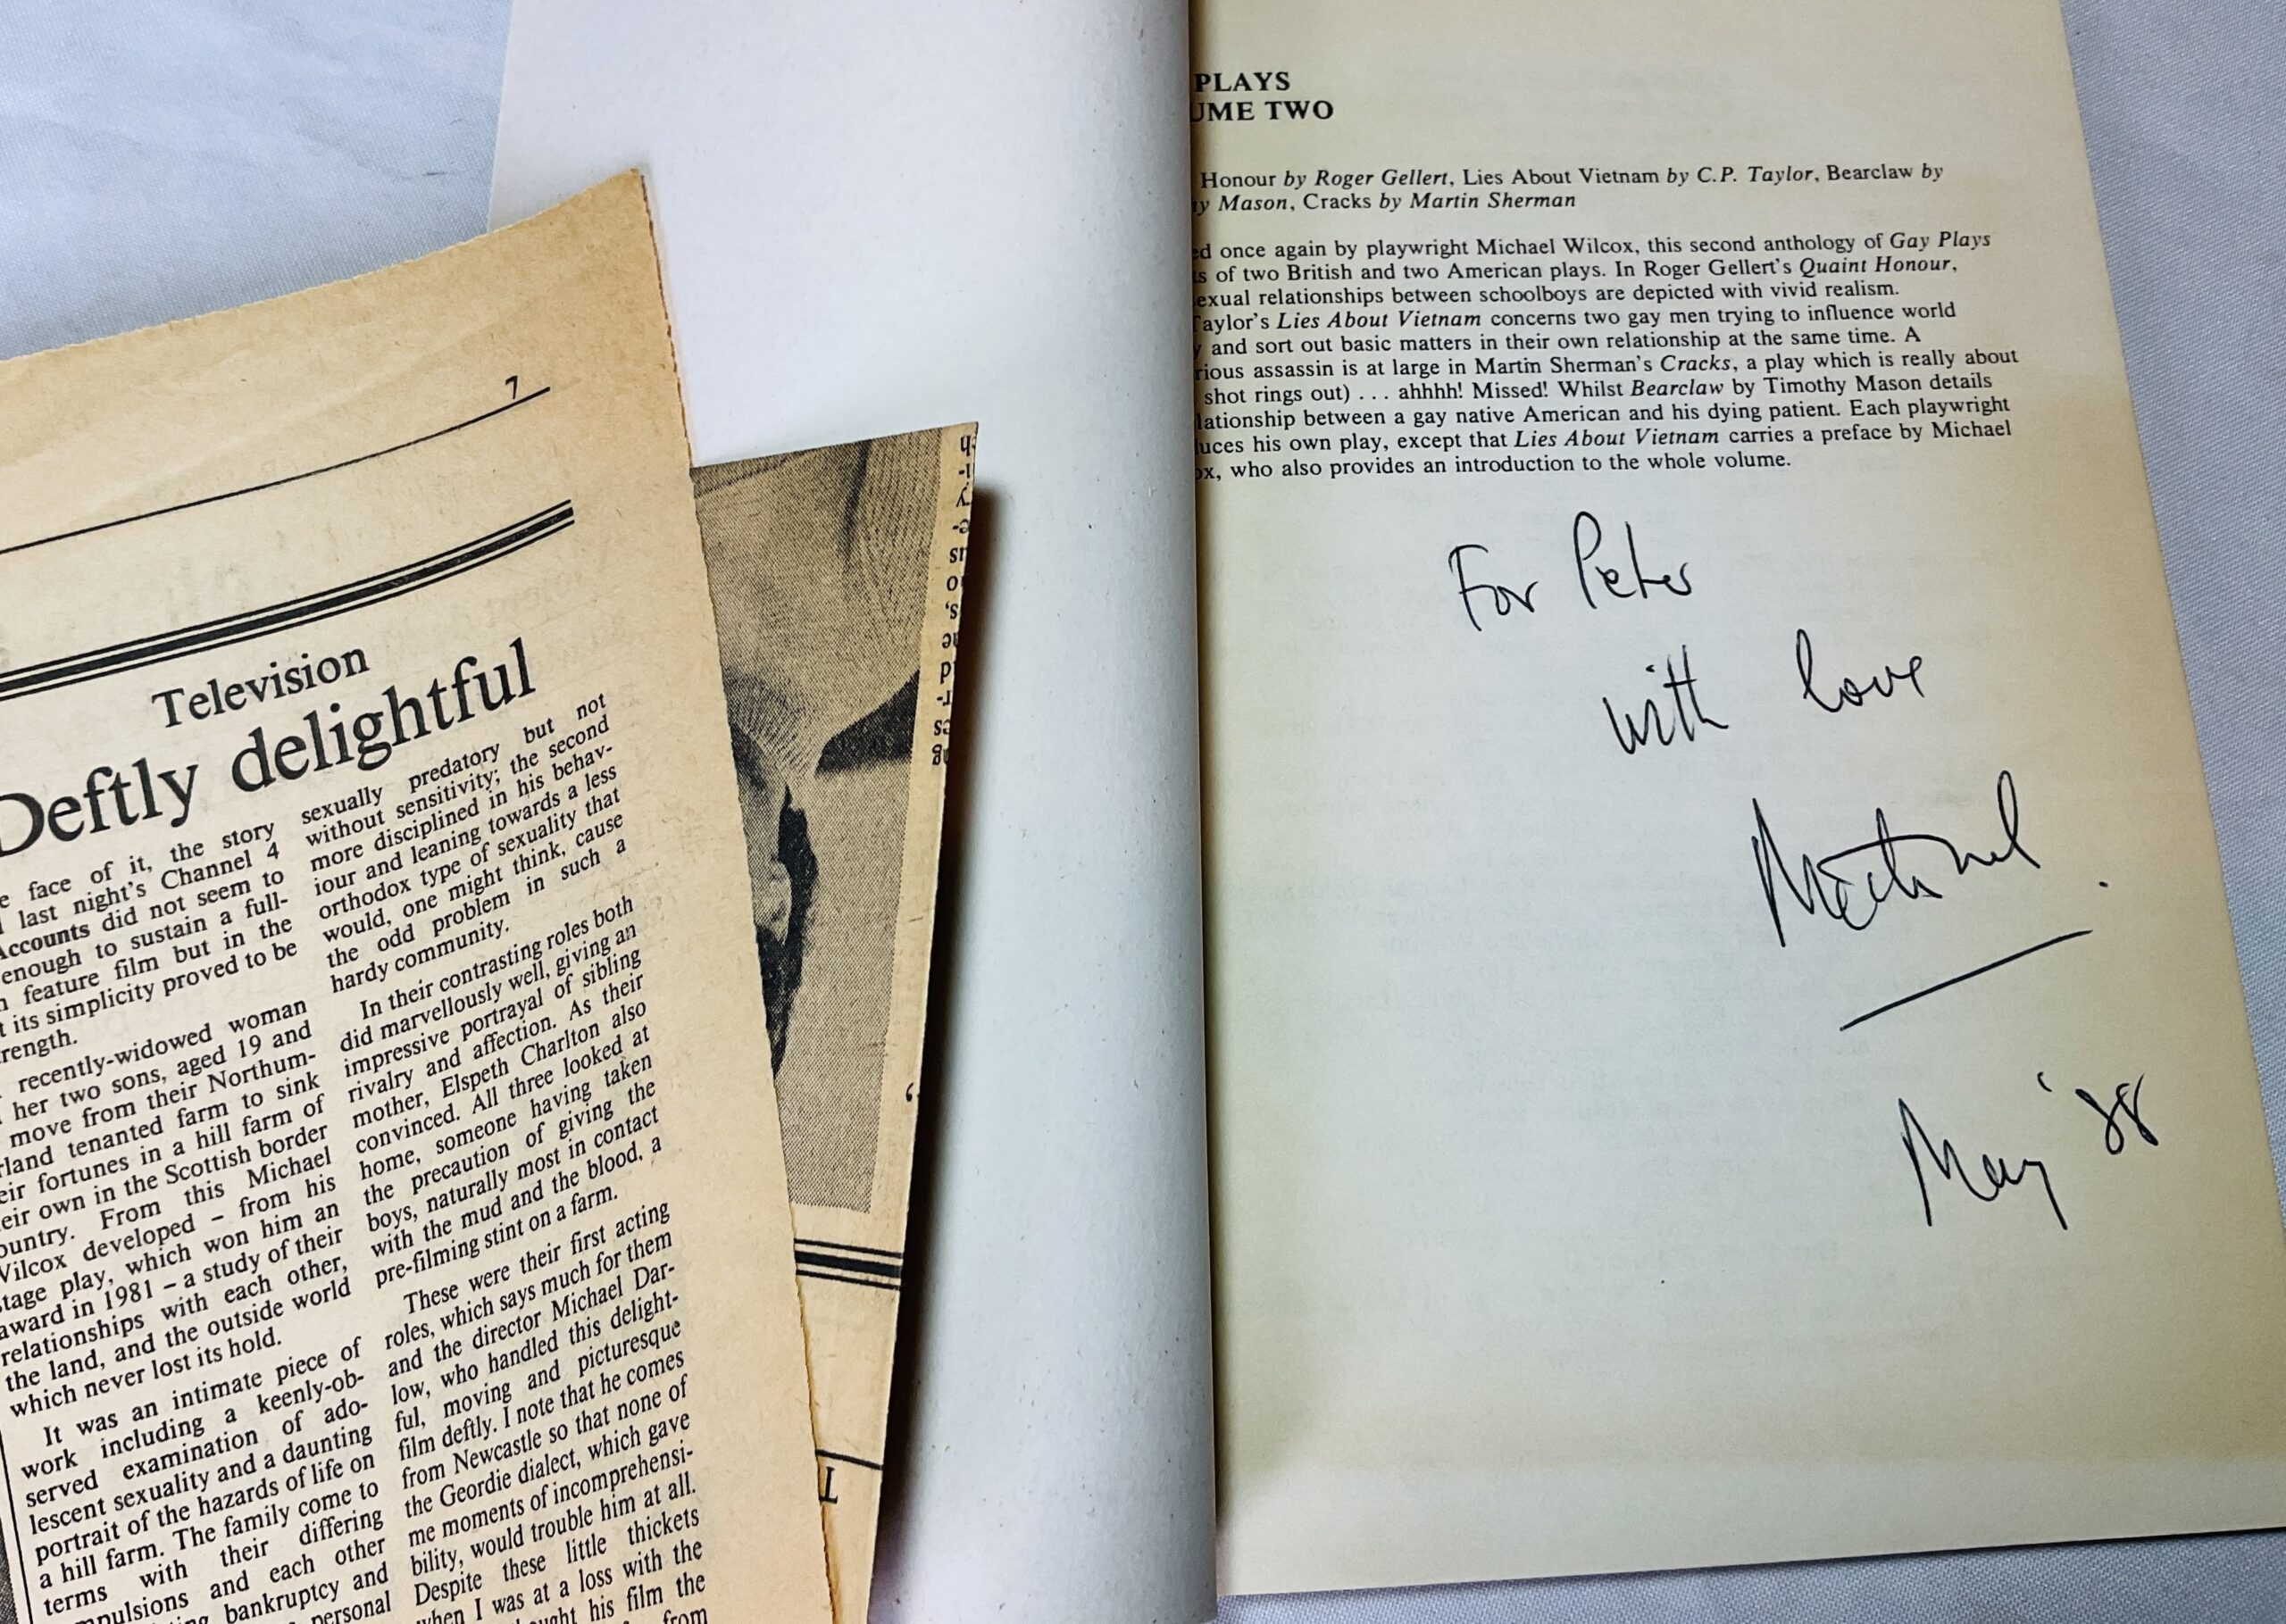 7
Television
Deftly delightful
face of it, the story
last night's Channel 4
Accounts did not seem to
enough to sustain a full-
feature film but in the
its simplicity proved to be
recently-widowed woman
her two sons, aged 19 and
move from their Northum-
tenanted farm to sink
fortunes in a hill farm of
own in the Scottish border
From this Michael
developed – from his
play, which won him an
award in 1981 – a study of their
relationships with each other,
the land, and the outside world
which never lost its hold.
It was an intimate piece of
work including a keenly-ob-
served examination of ado-
lescent sexuality and a daunting
portrait of the hazards of life on
a hill farm. The family come to
terms with their differing
and each other
bankruptcy and
personal
sexually predatory but not
without sensitivity; the second
more disciplined in his behav-
iour and leaning towards a less
orthodox type of sexuality that
would, one might think, cause
the odd problem in such a
hardy community.
In their contrasting roles both
did marvellously well, giving an
impressive portrayal of sibling
rivalry and affection. As their
mother, Elspeth Charlton also
convinced. All three looked at
home, someone having taken
the precaution of giving the
boys, naturally most in contact
with the mud and the blood, a
pre-filming stint on a farm.
These were their first acting
roles, which says much for them
and the director Michael Dar-
low, who handled this delight-
ful, moving and picturesque
film deftly. I note that he comes
from Newcastle so that none of
the Geordie dialect, which gave
me moments of incomprehensi-
bility, would trouble him at all.
Despite these little thickets
when I was at a loss with the
his film the
from
PLAYS
UME TWO
Honour by Roger Gellert, Lies About Vietnam by C.P. Taylor, Bearclaw by
Mason, Cracks by Martin Sherman
once again by playwright Michael Wilcox, this second anthology of Gay Plays
of two British and two American plays. In Roger Gellert's Quaint Honour,
exual relationships between schoolboys are depicted with vivid realism.
Taylor's Lies About Vietnam concerns two gay men trying to influence world
and sort out basic matters in their own relationship at the same time. A
rious assassin is at large in Martin Sherman's Cracks, a play which is really about
shot rings out) . . . ahhhh! Missed! Whilst Bearclaw by Timothy Mason details
lationship between a gay native American and his dying patient. Each playwright
uces his own play, except that Lies About Vietnam carries a preface by Michael
ox, who also provides an introduction to the whole volume.
For Peter
with love
Michael
May '88